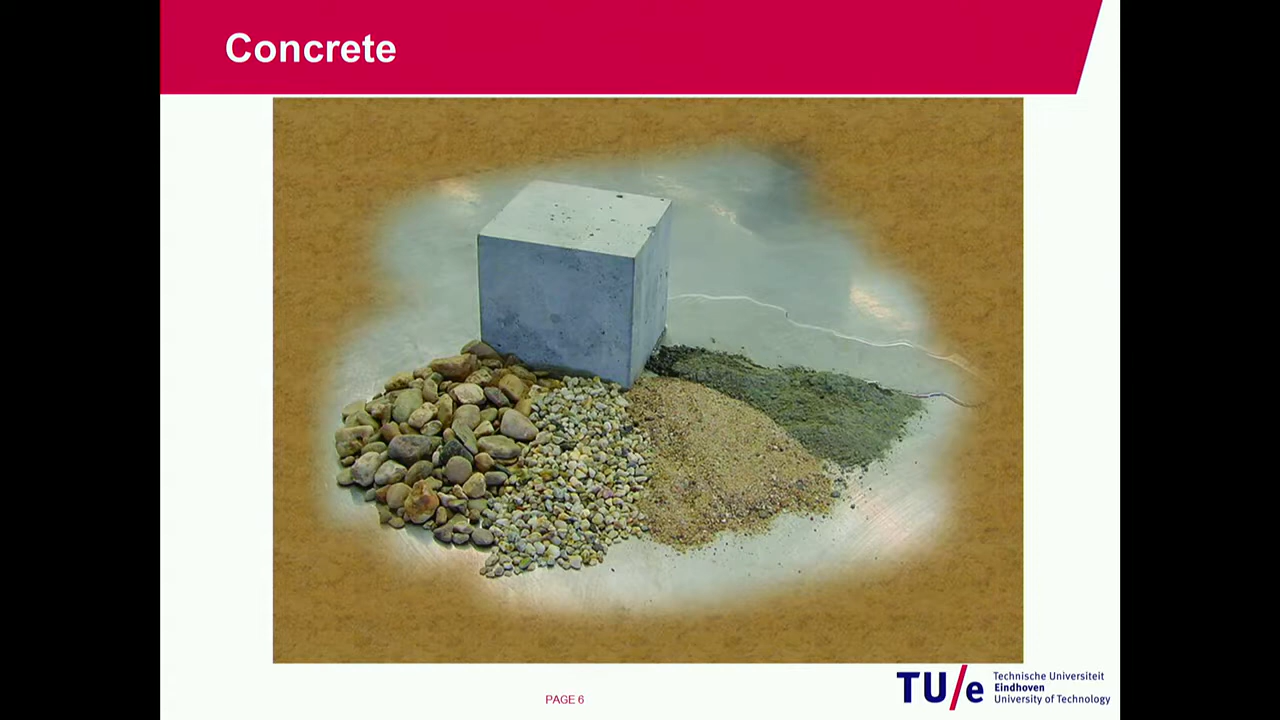 Concrete
PAGE 6
TU/e
Technische Universiteit
Eindhoven
University of Technology